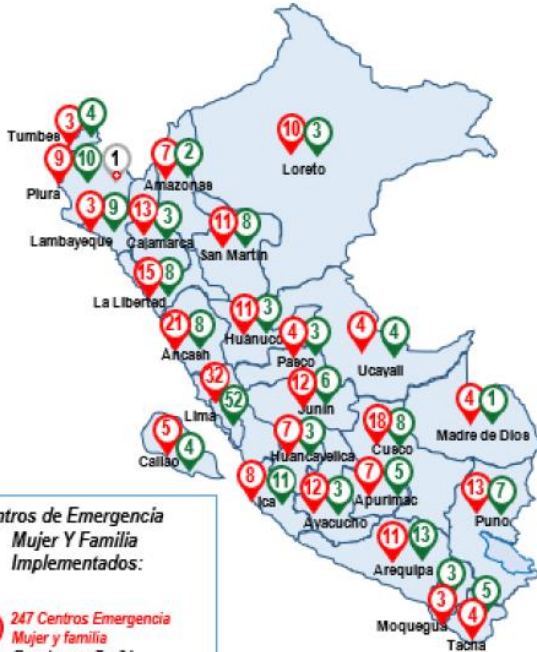 3 4
Tumbes
9 10 1 7 2
Piura Amazonas
10 3
Loreto
3 9 13 3
Lambayeque Cajamarca
11 8
San Martín
15 8
La Libertad
21 8
Ancash
11 3
Huanuco
4 3
Pasco
4 4
Ucayali
32 52
Lima
12 6
Junín
4 1
Madre de Dios
5 4
Callao
7 3
Huancavelica
18 8
Cusco
8 11
Ica
12 3
Ayacucho
7 5
Apurimac
13 7
Puno
11 13
Arequipa
3 3
Moquegua
5 4
Tacna
ntros de Emergencia
Mujer Y Familia
Implementados:
247 Centros Emergencia
Mujer y familia